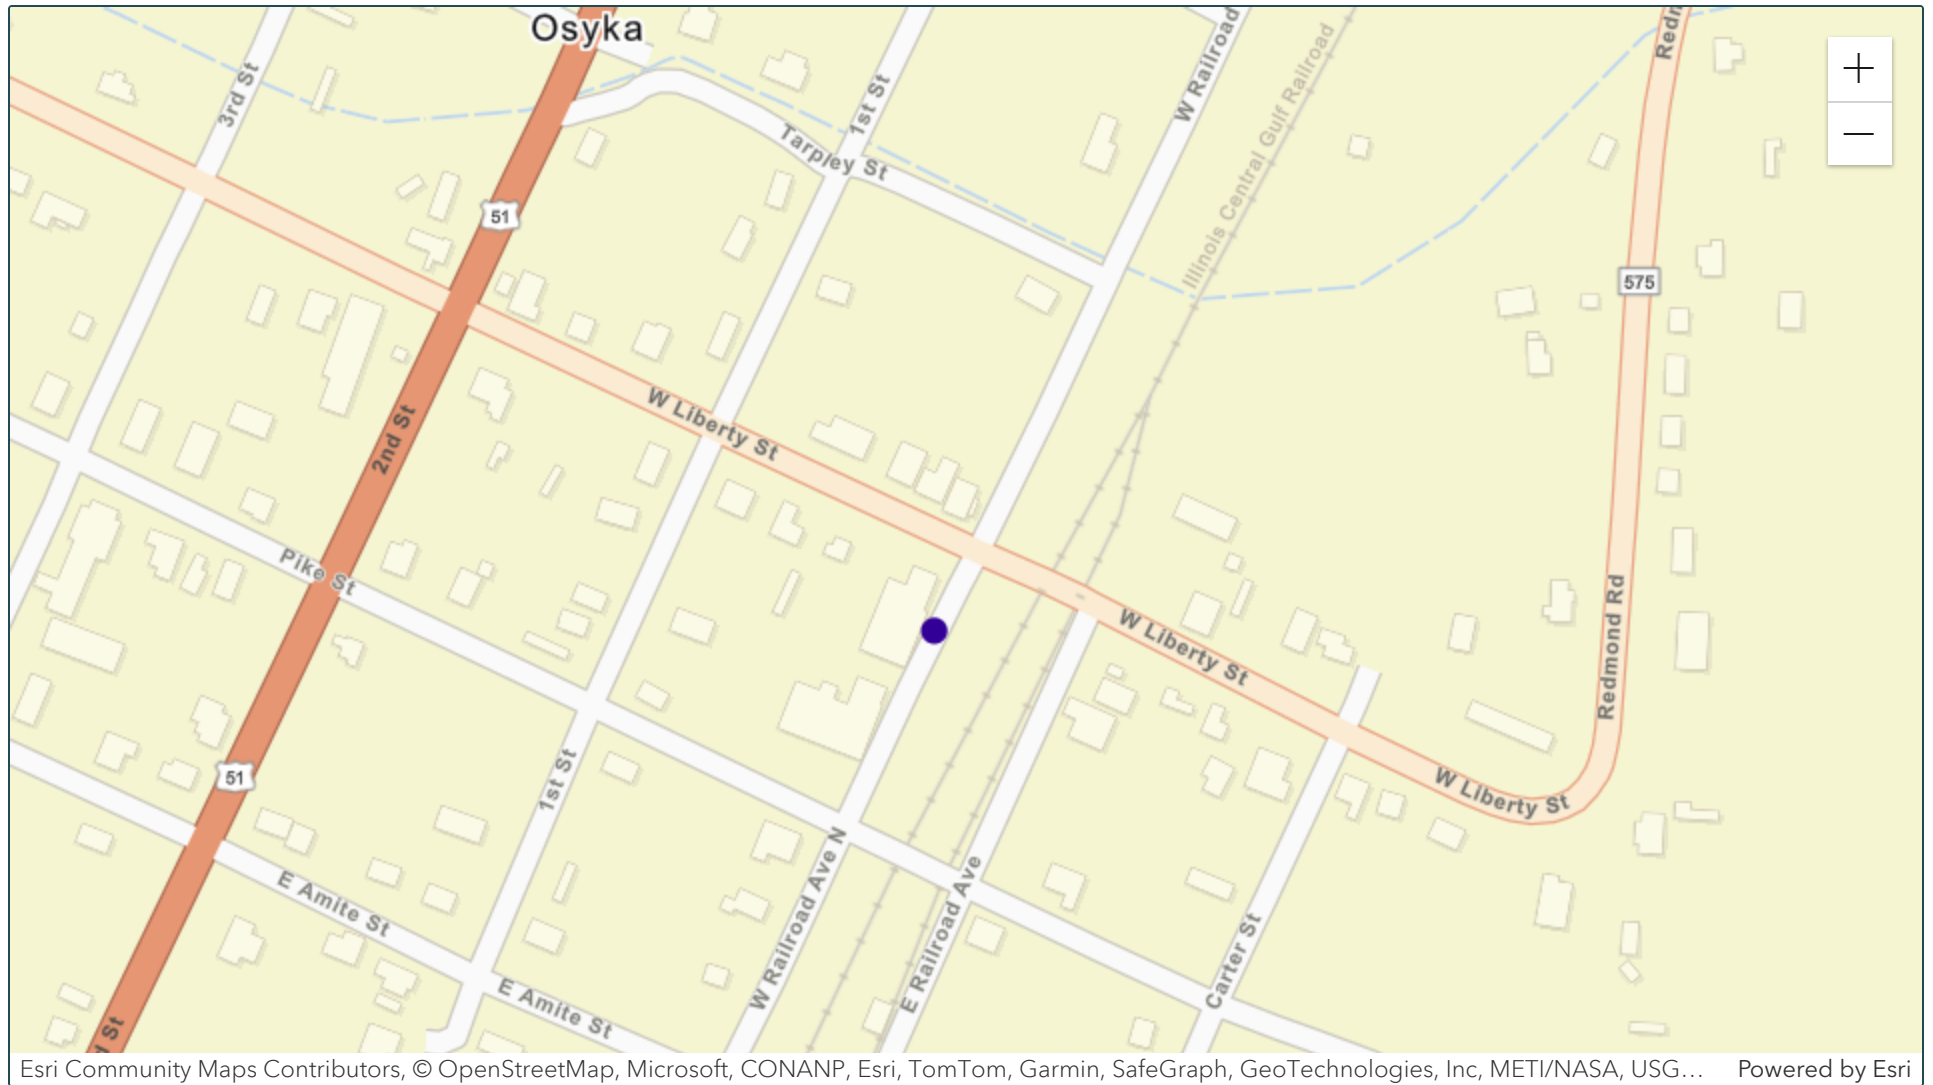 Osyka
Redm
W Railroad
Illinois Central Gulf Railroad
3rd St
1st St
Tarpley St
51
575
+
−
W Liberty St
2nd St
Pike St
W Liberty St
Redmond Rd
51
1st St
W Liberty St
E Amite St
W Railroad Ave N
E Railroad Ave
Carter St
E Amite St
d St
Esri Community Maps Contributors, © OpenStreetMap, Microsoft, CONANP, Esri, TomTom, Garmin, SafeGraph, GeoTechnologies, Inc, METI/NASA, USG… Powered by Esri